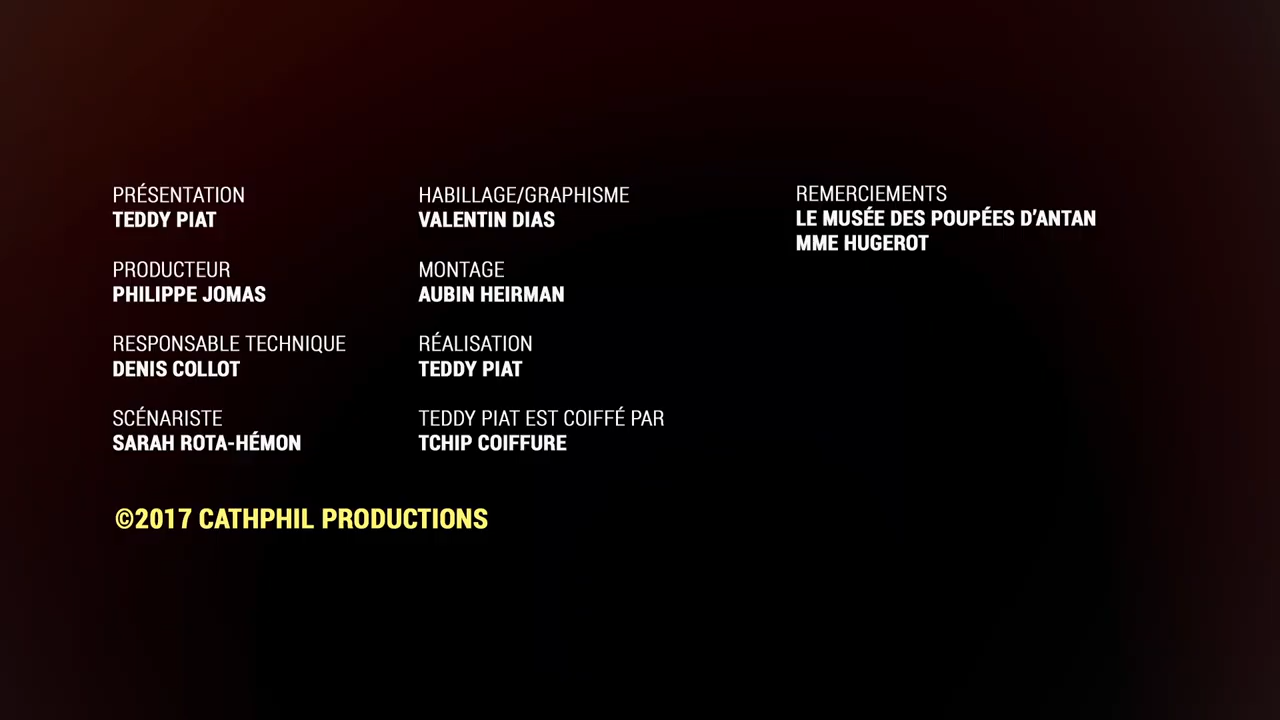 PRÉSENTATION
TEDDY PIAT
PRODUCTEUR
PHILIPPE JOMAS
RESPONSABLE TECHNIQUE
DENIS COLLOT
SCÉNARISTE
SARAH ROTA-HÉMON
HABILLAGE/GRAPHISME
VALENTIN DIAS
MONTAGE
AUBIN HEIRMAN
RÉALISATION
TEDDY PIAT
TEDDY PIAT EST COIFFÉ PAR
TCHIP COIFFURE
REMERCIEMENTS
LE MUSÉE DES POUPÉES D'ANTAN
MME HUGEROT
©2017 CATHPHIL PRODUCTIONS